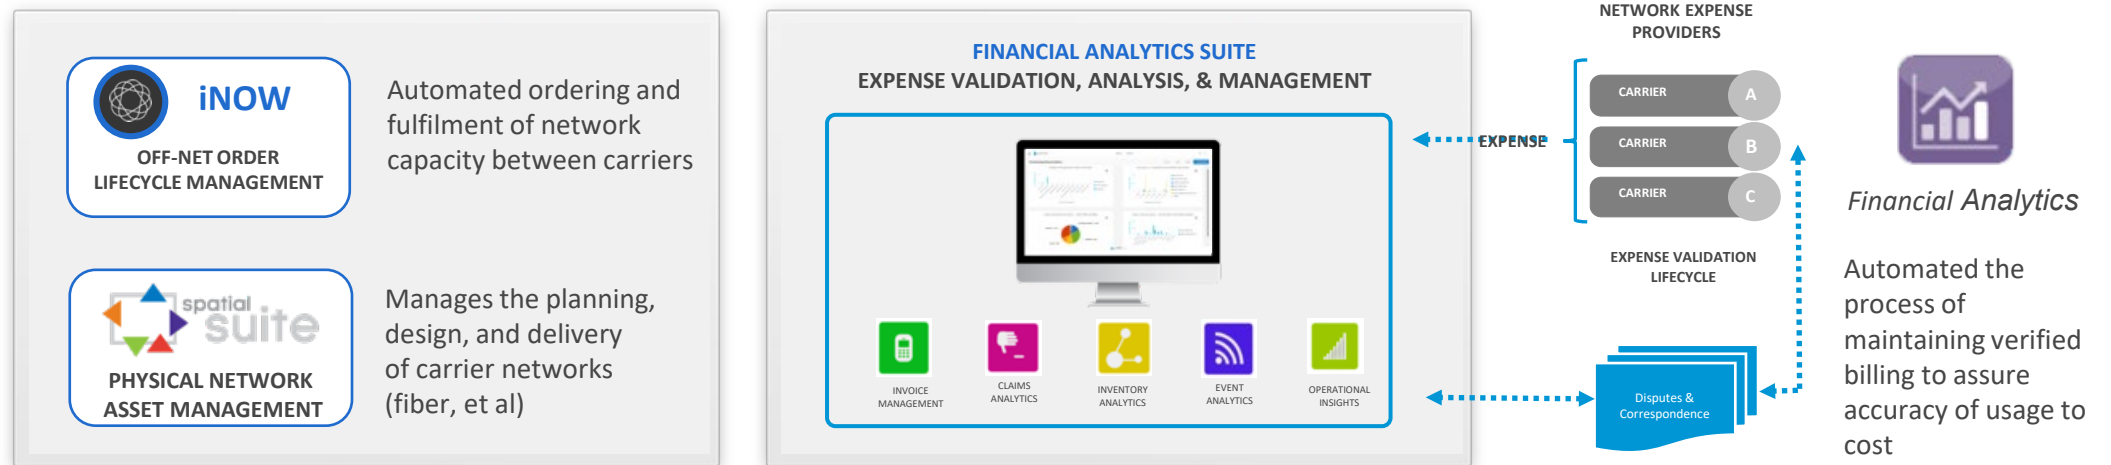 iNOW
OFF-NET ORDER
LIFECYCLE MANAGEMENT
Automated ordering and
fulfilment of network
capacity between carriers
spatial
suite
PHYSICAL NETWORK
ASSET MANAGEMENT
Manages the planning,
design, and delivery
of carrier networks
(fiber, et al)
FINANCIAL ANALYTICS SUITE
EXPENSE VALIDATION, ANALYSIS, & MANAGEMENT
INVOICE
MANAGEMENT
CLAIMS
ANALYTICS
INVENTORY
ANALYTICS
EVENT
ANALYTICS
OPERATIONAL
INSIGHTS
NETWORK EXPENSE
PROVIDERS
EXPENSE
CARRIER A
CARRIER B
CARRIER C
EXPENSE VALIDATION
LIFECYCLE
Disputes &
Correspondence
Financial Analytics
Automated the
process of
maintaining verified
billing to assure
accuracy of usage to
cost